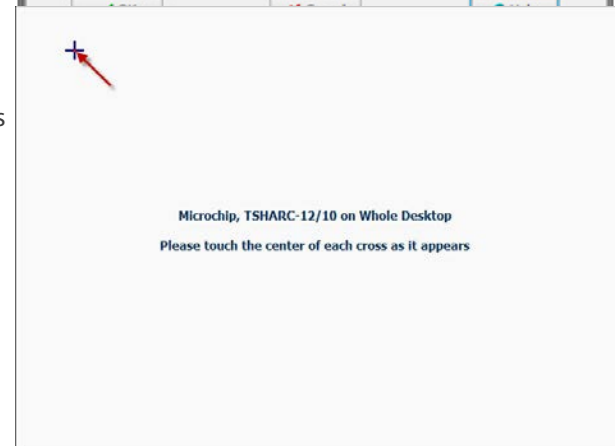 s
Microchip, TSHARC-12/10 on Whole Desktop
Please touch the center of each cross as it appears